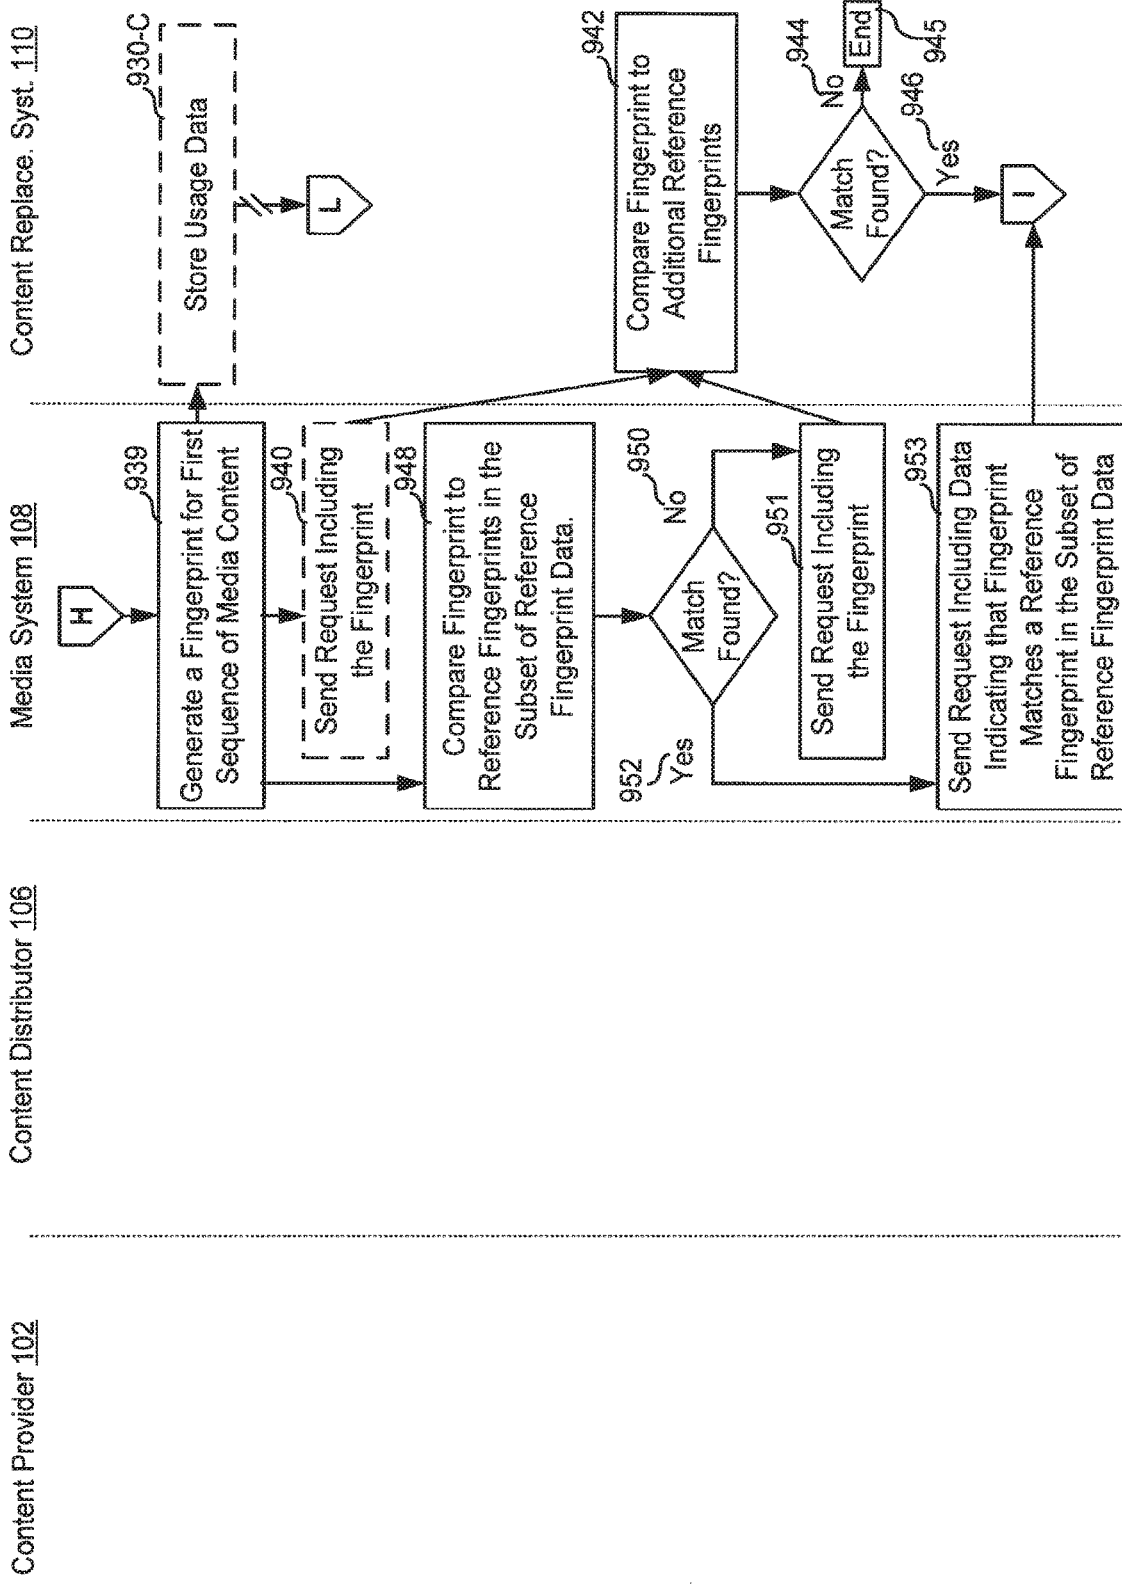 Content Provider 102
Content Distributor 106
Media System 108
Content Replace. Syst. 110
H
939
Generate a Fingerprint for First
Sequence of Media Content
930-C
Store Usage Data
L
940
Send Request Including
the Fingerprint
948
Compare Fingerprint to
Reference Fingerprints in the
Subset of Reference
Fingerprint Data.
942
Compare Fingerprint to
Additional Reference
Fingerprints
Match
Found?
950
No
952
Yes
951
Send Request Including
the Fingerprint
Match
Found?
944
No
End
945
946
Yes
953
Send Request Including Data
Indicating that Fingerprint
Matches a Reference
Fingerprint in the Subset of
Reference Fingerprint Data
I